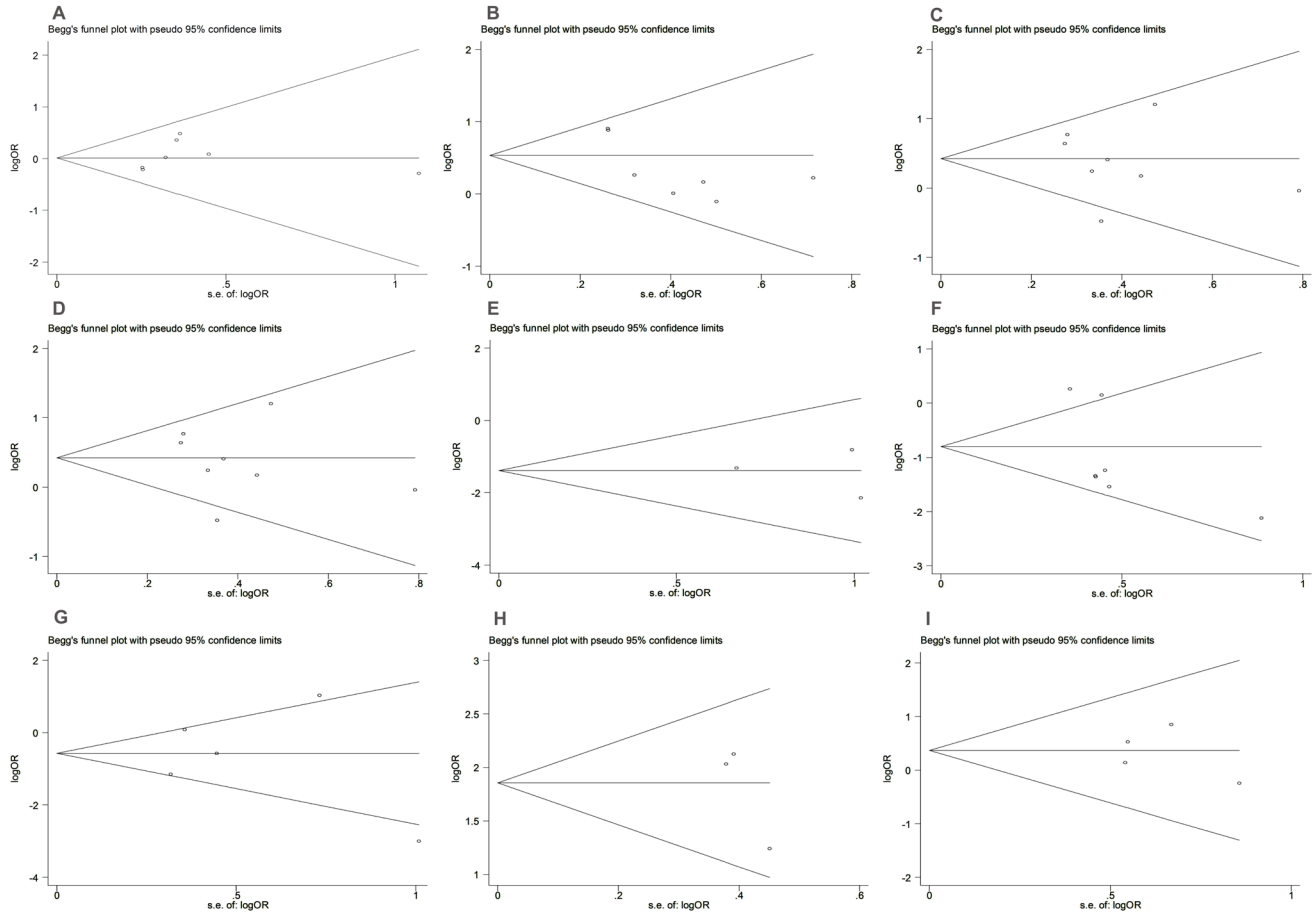 A
Begg's funnel plot with pseudo 95% confidence limits
logOR
2
1
0
-1
-2
0
.5
1
s.e. of: logOR
B
Begg's funnel plot with pseudo 95% confidence limits
logOR
2
1
0
-1
0
.2
.4
.6
.8
s.e. of: logOR
C
Begg's funnel plot with pseudo 95% confidence limits
logOR
2
1
0
-1
0
.2
.4
.6
.8
s.e. of: logOR
D
Begg's funnel plot with pseudo 95% confidence limits
logOR
2
1
0
-1
0
.2
.4
.6
.8
s.e. of: logOR
E
Begg's funnel plot with pseudo 95% confidence limits
logOR
2
0
-2
-4
0
.5
1
s.e. of: logOR
F
Begg's funnel plot with pseudo 95% confidence limits
logOR
1
0
-1
-2
-3
0
.5
1
s.e. of: logOR
G
Begg's funnel plot with pseudo 95% confidence limits
logOR
2
0
-2
-4
0
.5
1
s.e. of: logOR
H
Begg's funnel plot with pseudo 95% confidence limits
logOR
3
2.5
2
1.5
1
0
.2
.4
.6
s.e. of: logOR
I
Begg's funnel plot with pseudo 95% confidence limits
logOR
2
1
0
-1
-2
0
.5
1
s.e. of: logOR